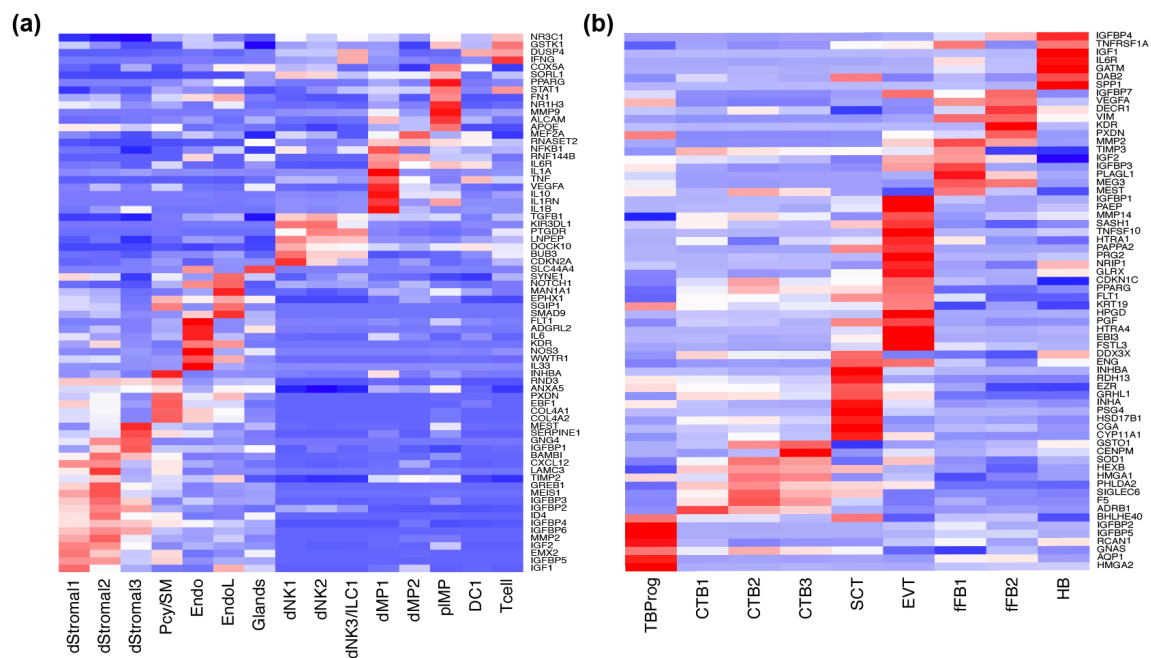 (a)
NR3C1
GSTK1
DUSP4
IFNG
COX5A
SORL1
PPARG
STAT1
FN1
NR1H3
MMP9
ALCAM
APOE
MEF2A
RNASET2
NFKB1
RNF144B
IL6R
IL1A
TNF
VEGFA
IL10
IL1RN
IL1B
TGFB1
KIR3DL1
PTGDR
LNPEP
DOCK10
BUB3
CDKN2A
SLC44A4
SYNE1
NOTCH1
MAN1A1
EPHX1
SGIP1
SMAD9
FLT1
ADGRL2
IL6
KDR
NOS3
WWTR1
IL33
INHBA
RND3
ANXA5
PXDN
EBF1
COL4A1
COL4A2
MEST
SERPINE1
GNG4
IGFBP1
BAMBI
CXCL12
LAMC3
TIMP2
GREB1
MEIS1
IGFBP3
IGFBP2
ID4
IGFBP4
IGFBP6
MMP2
IGF2
EMX2
IGFBP5
IGF1
dStromal1
dStromal2
dStromal3
Pcy/SM
Endo
EndoL
Glands
dNK1
dNK2
dNK3/ILC1
dMP1
dMP2
pIMP
DC1
Tcell
(b)
IGFBP4
TNFRSF1A
IGF1
IL6R
GATM
DAB2
SPP1
IGFBP7
VEGFA
DECR1
VIM
KDR
PXDN
MMP2
TIMP3
IGF2
IGFBP3
PLAGL1
MEG3
MEST
IGFBP1
PAEP
MMP14
SASH1
TNFSF10
HTRA1
PAPPA2
PRG2
NRIP1
GLRX
CDKN1C
PPARG
FLT1
KRT19
HPGD
PGF
HTRA4
EBI3
FSTL3
DDX3X
ENG
INHBA
RDH13
EZR
GRHL1
INHA
PSG4
HSD17B1
CGA
CYP11A1
GSTO1
CENPM
SOD1
HEXB
HMGA1
PHLDA2
SIGLEC6
F5
ADRB1
BHLHE40
IGFBP2
IGFBP5
RCAN1
GNAS
AQP1
HMGA2
TBProg
CTB1
CTB2
CTB3
SCT
EVT
fFB1
fFB2
HB